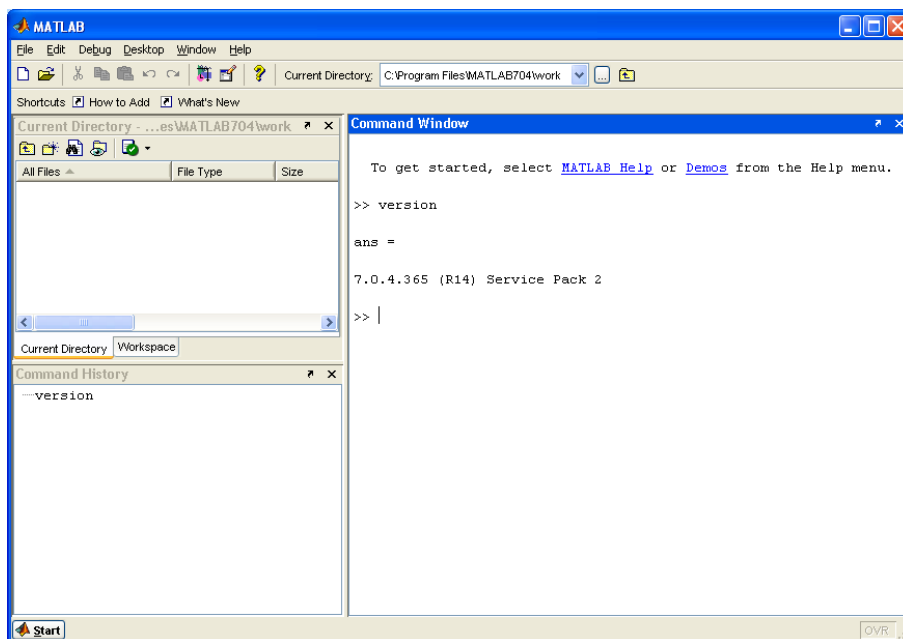 MATLAB
File Edit Debug Desktop Window Help
Current Directory: C:\Program Files\MATLAB704\work ...
Shortcuts How to Add What's New
Current Directory - ...es\MATLAB704\work
All Files File Type Size
Current Directory Workspace
Command History
version
Command Window
To get started, select MATLAB Help or Demos from the Help menu.
>> version
ans =
7.0.4.365 (R14) Service Pack 2
>>
Start
OVR